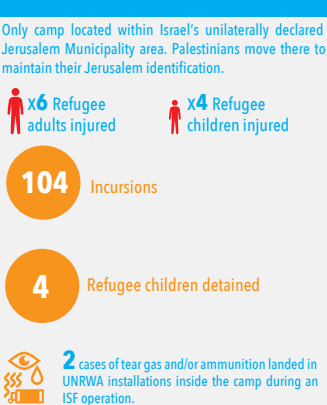 Only camp located within Israel's unilaterally declared
Jerusalem Municipality area. Palestinians move there to
maintain their Jerusalem identification.
x6 Refugee
adults injured
x4 Refugee
children injured
104 Incursions
4 Refugee children detained
2 cases of tear gas and/or ammunition landed in
UNRWA installations inside the camp during an
ISF operation.